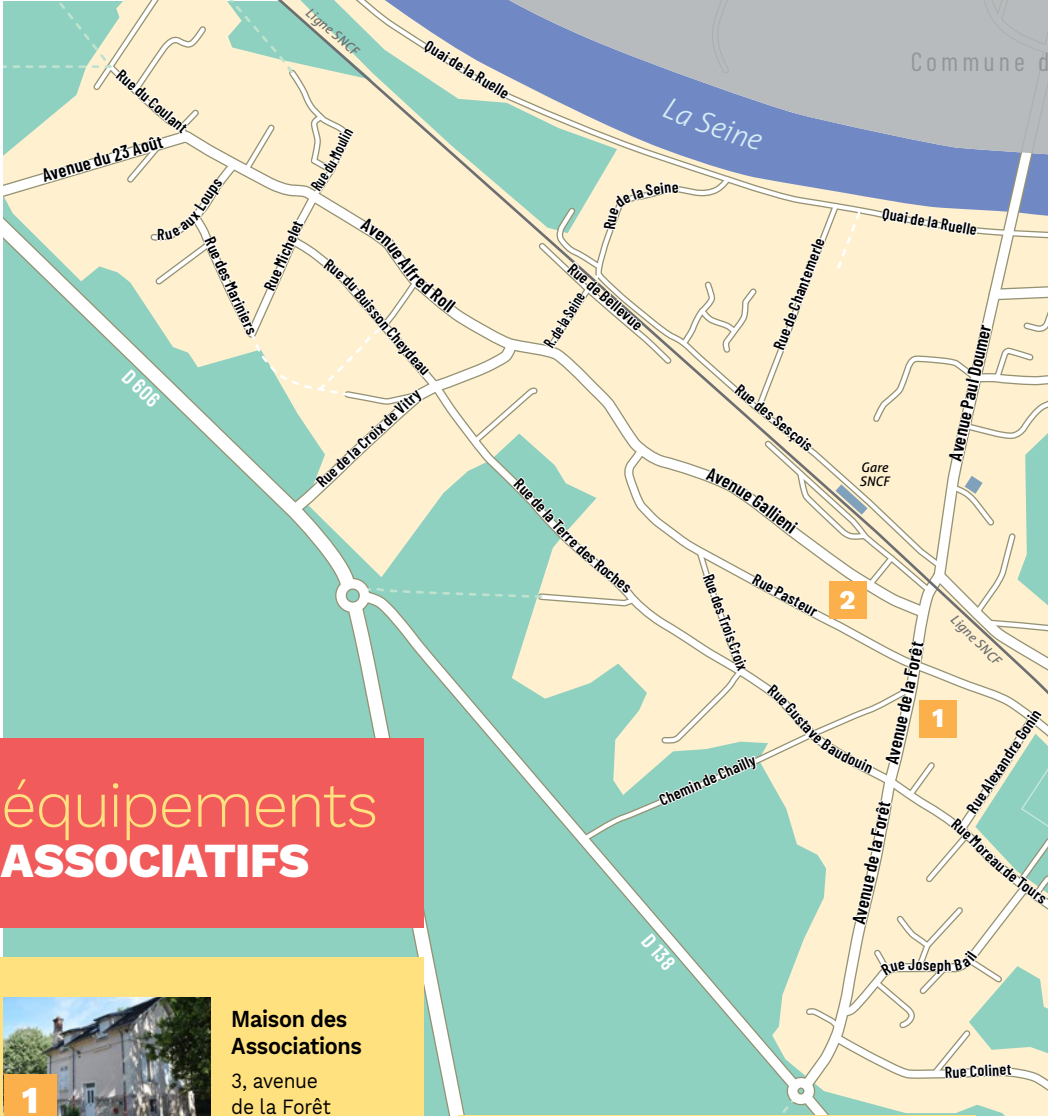 Ligne SNCF
Quai de la Ruelle
Commune d
La Seine
Rue du Coulant
Avenue du 23 Août
Rue du Moulin
Rue aux Loups
Rue de la Seine
Quai de la Ruelle
Rue des Mariniers
Rue Michelet
Avenue Alfred Roll
Rue du Buisson Cheydeau
Rue de Bellevue
R. de la Seine
Rue de Chantemerle
Avenue Paul Doumer
D 606
Rue de la Croix de Vitry
Rue des Sesçois
Gare
SNCF
Avenue Gallieni
Rue de la Terre des Roches
Rue Pasteur
2
Rue des Trois Croix
Ligne SNCF
Avenue de la Forêt
1
Rue Gustave Baudouin
Rue Alexandre Gonin
Chemin de Chailly
Rue Moreau de Tours
Avenue de la Forêt
équipements
ASSOCIATIFS
D 138
Rue Joseph Bail
Rue Colinet
Maison des
Associations
3, avenue
de la Forêt
1